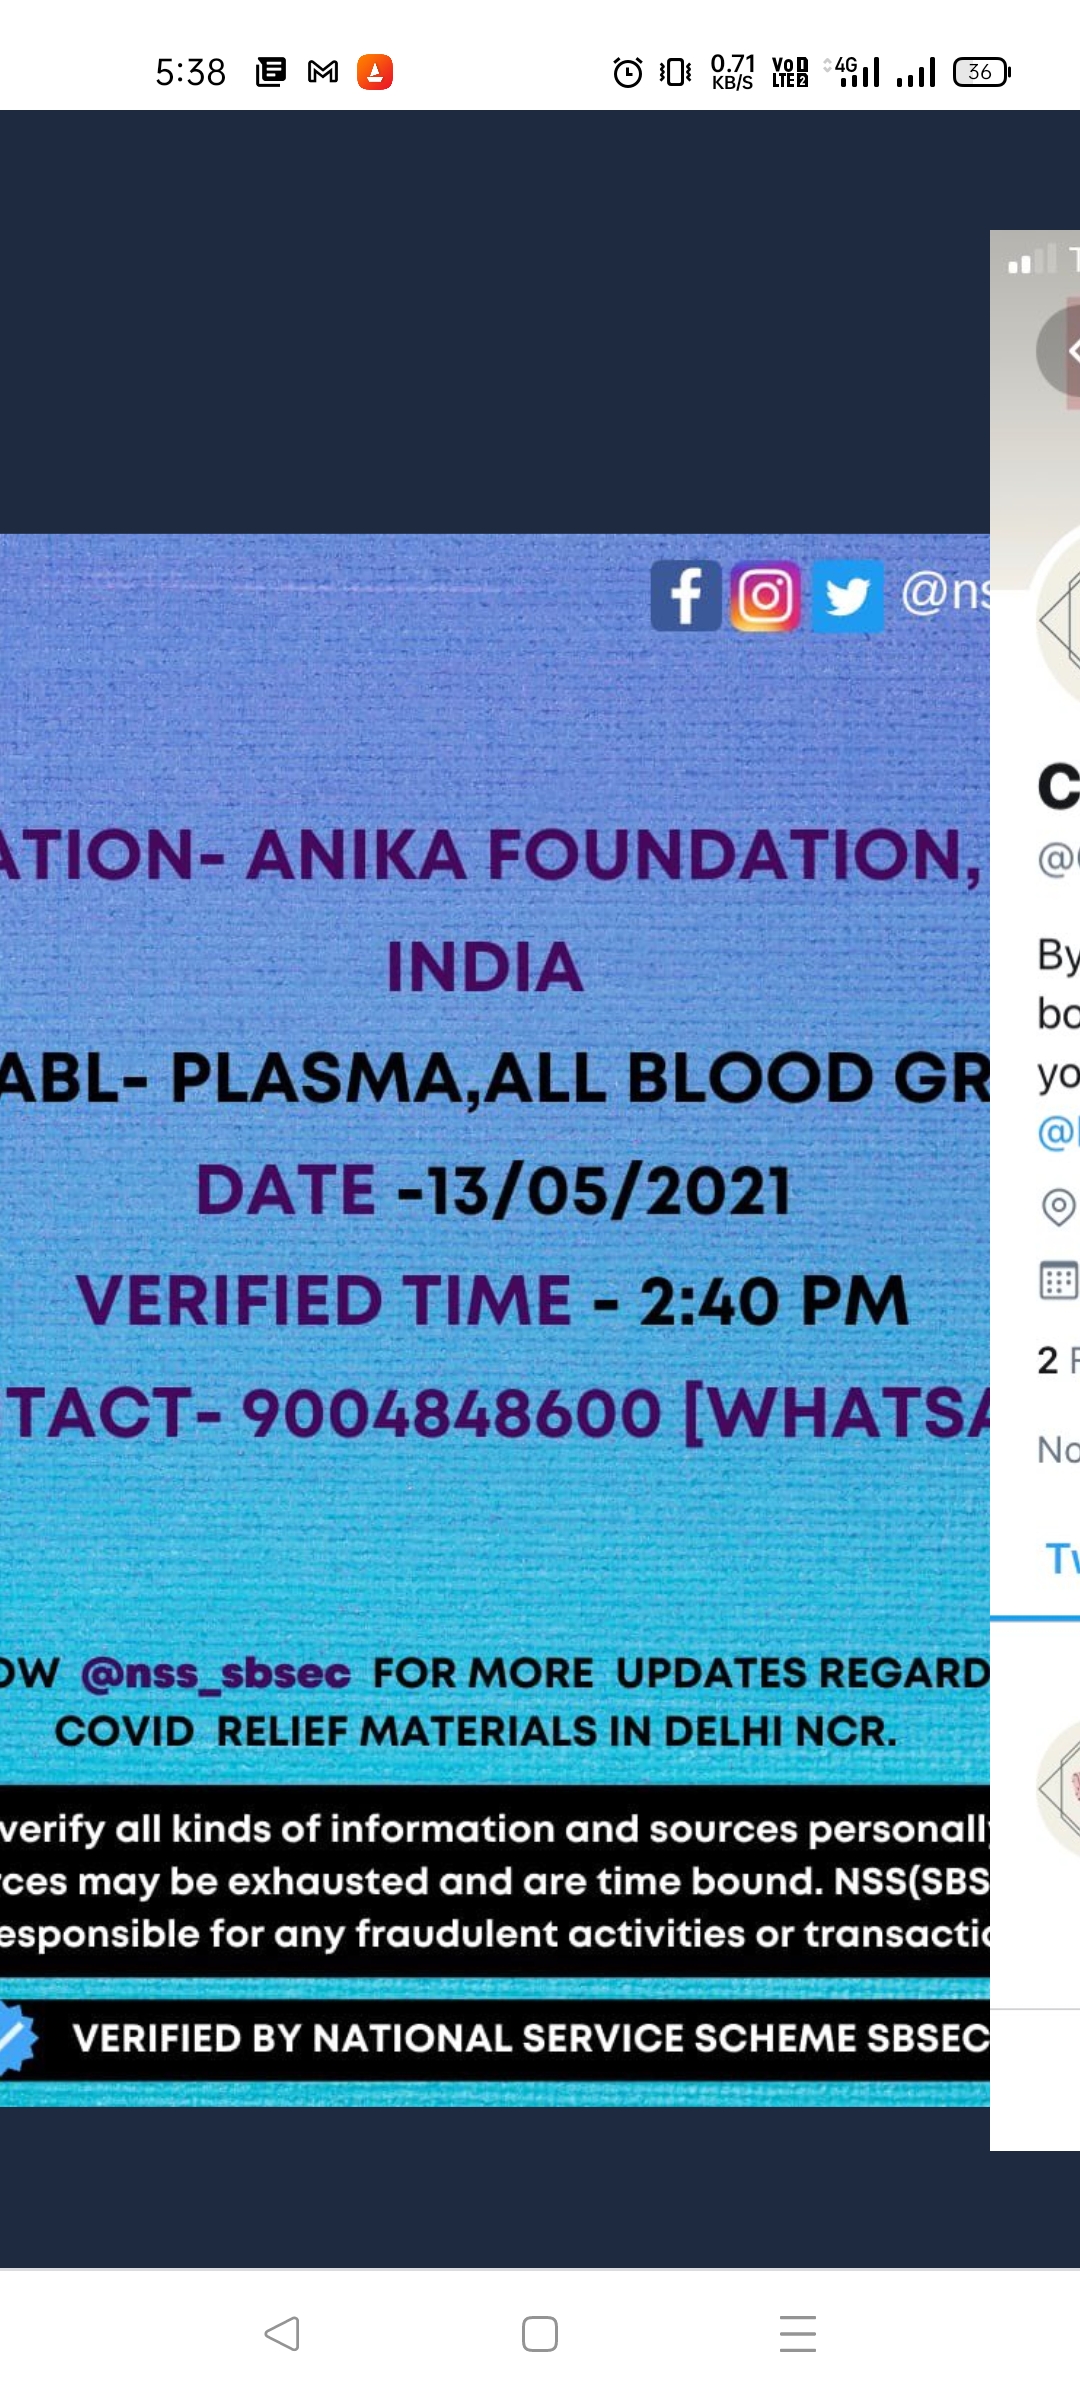 5:38
0.71
KB/S
VoD
LTE2
4G
36
@ns
ATION- ANIKA FOUNDATION,
INDIA
ABL- PLASMA,ALL BLOOD GR
DATE -13/05/2021
VERIFIED TIME - 2:40 PM
TACT- 9004848600 [WHATSA
OW @nss_sbsec FOR MORE UPDATES REGARD
COVID RELIEF MATERIALS IN DELHI NCR.
verify all kinds of information and sources personally
rces may be exhausted and are time bound. NSS(SBS
esponsible for any fraudulent activities or transactio
VERIFIED BY NATIONAL SERVICE SCHEME SBSEC
C
By
bo
yo
2 F
No
Tw